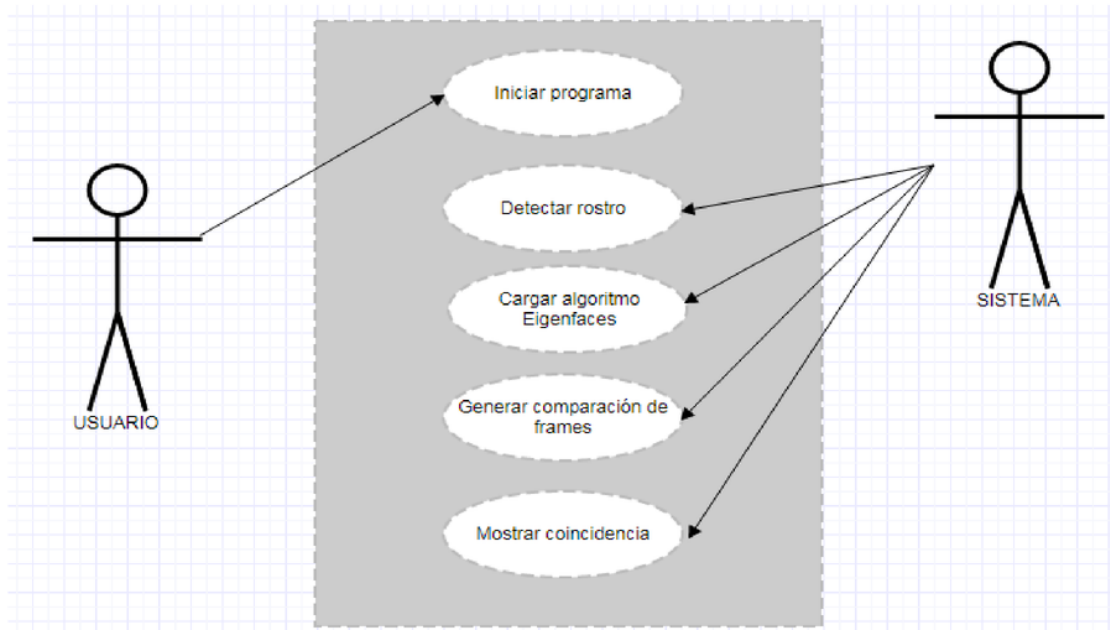 Iniciar programa
Detectar rostro
SISTEMA
Cargar algoritmo
Eigenfaces
Generar comparación de
frames
USUARIO
Mostrar coincidencia